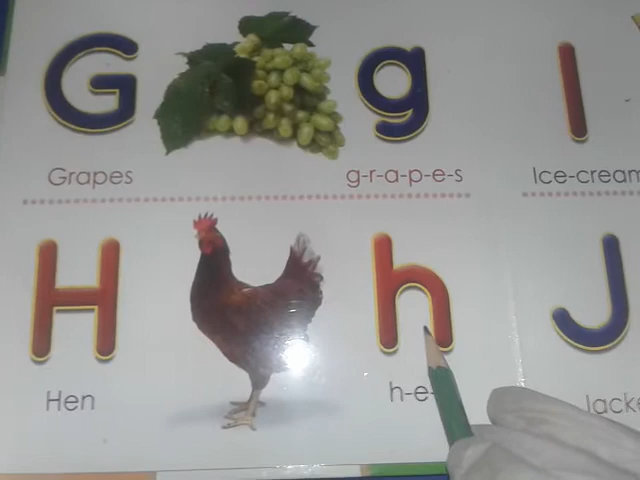 G g I
Grapes g-r-a-p-e-s Ice-cream
H h J
Hen h-e-